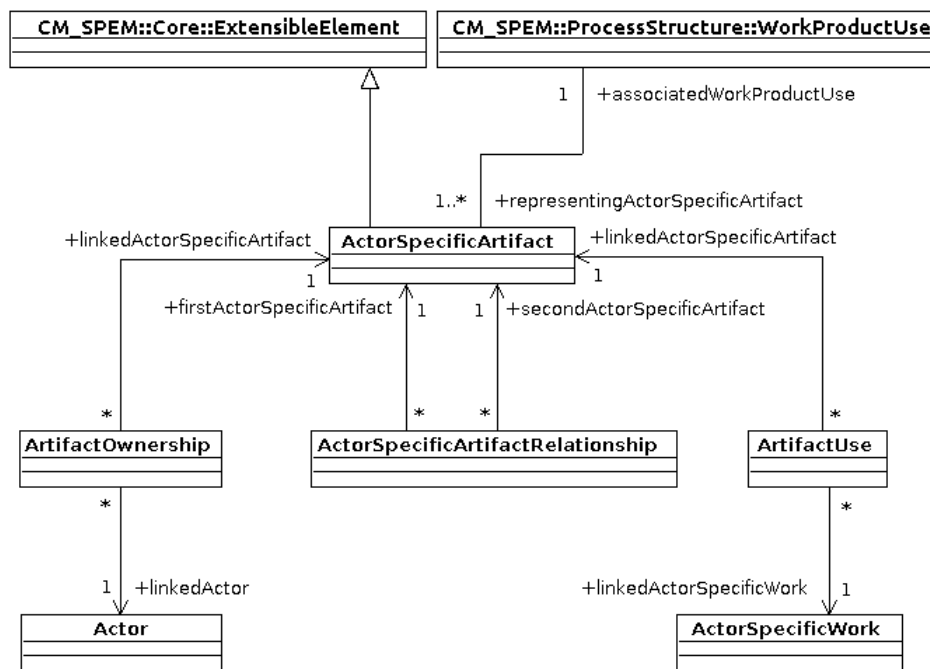 CM_SPEM::Core::ExtensibleElement
CM_SPEM::ProcessStructure::WorkProductUse
1 +associatedWorkProductUse
1..* +representingActorSpecificArtifact
+linkedActorSpecificArtifact
ActorSpecificArtifact
+linkedActorSpecificArtifact
1
1
+firstActorSpecificArtifact
1
1
+secondActorSpecificArtifact
*
*
*
*
ArtifactOwnership
ActorSpecificArtifactRelationship
ArtifactUse
*
*
1 +linkedActor
+linkedActorSpecificWork 1
Actor
ActorSpecificWork